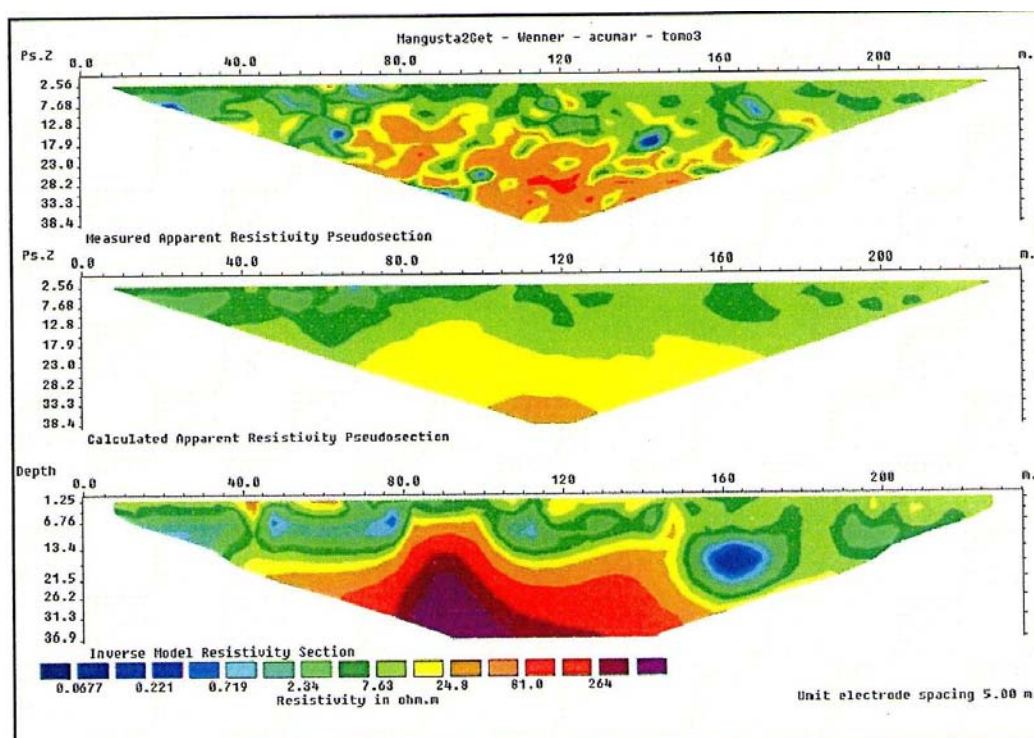 Mangusta2Get - Wenner - acumar - tomo3
Ps.Z 0.0 40.0 80.0 120 160 200 m.
2.56
7.68
12.8
17.9
23.0
28.2
33.3
38.4
Measured Apparent Resistivity Pseudosection
Ps.Z 0.0 40.0 80.0 120 160 200 m.
2.56
7.68
12.8
17.9
23.0
28.2
33.3
38.4
Calculated Apparent Resistivity Pseudosection
Depth 0.0 40.0 80.0 120 160 200 m.
1.25
6.76
13.4
21.5
26.2
31.3
36.9
Inverse Model Resistivity Section
0.0677 0.221 0.719 2.34 7.63 24.8 81.0 264
Resistivity in ohm.m
Unit electrode spacing 5.00 m